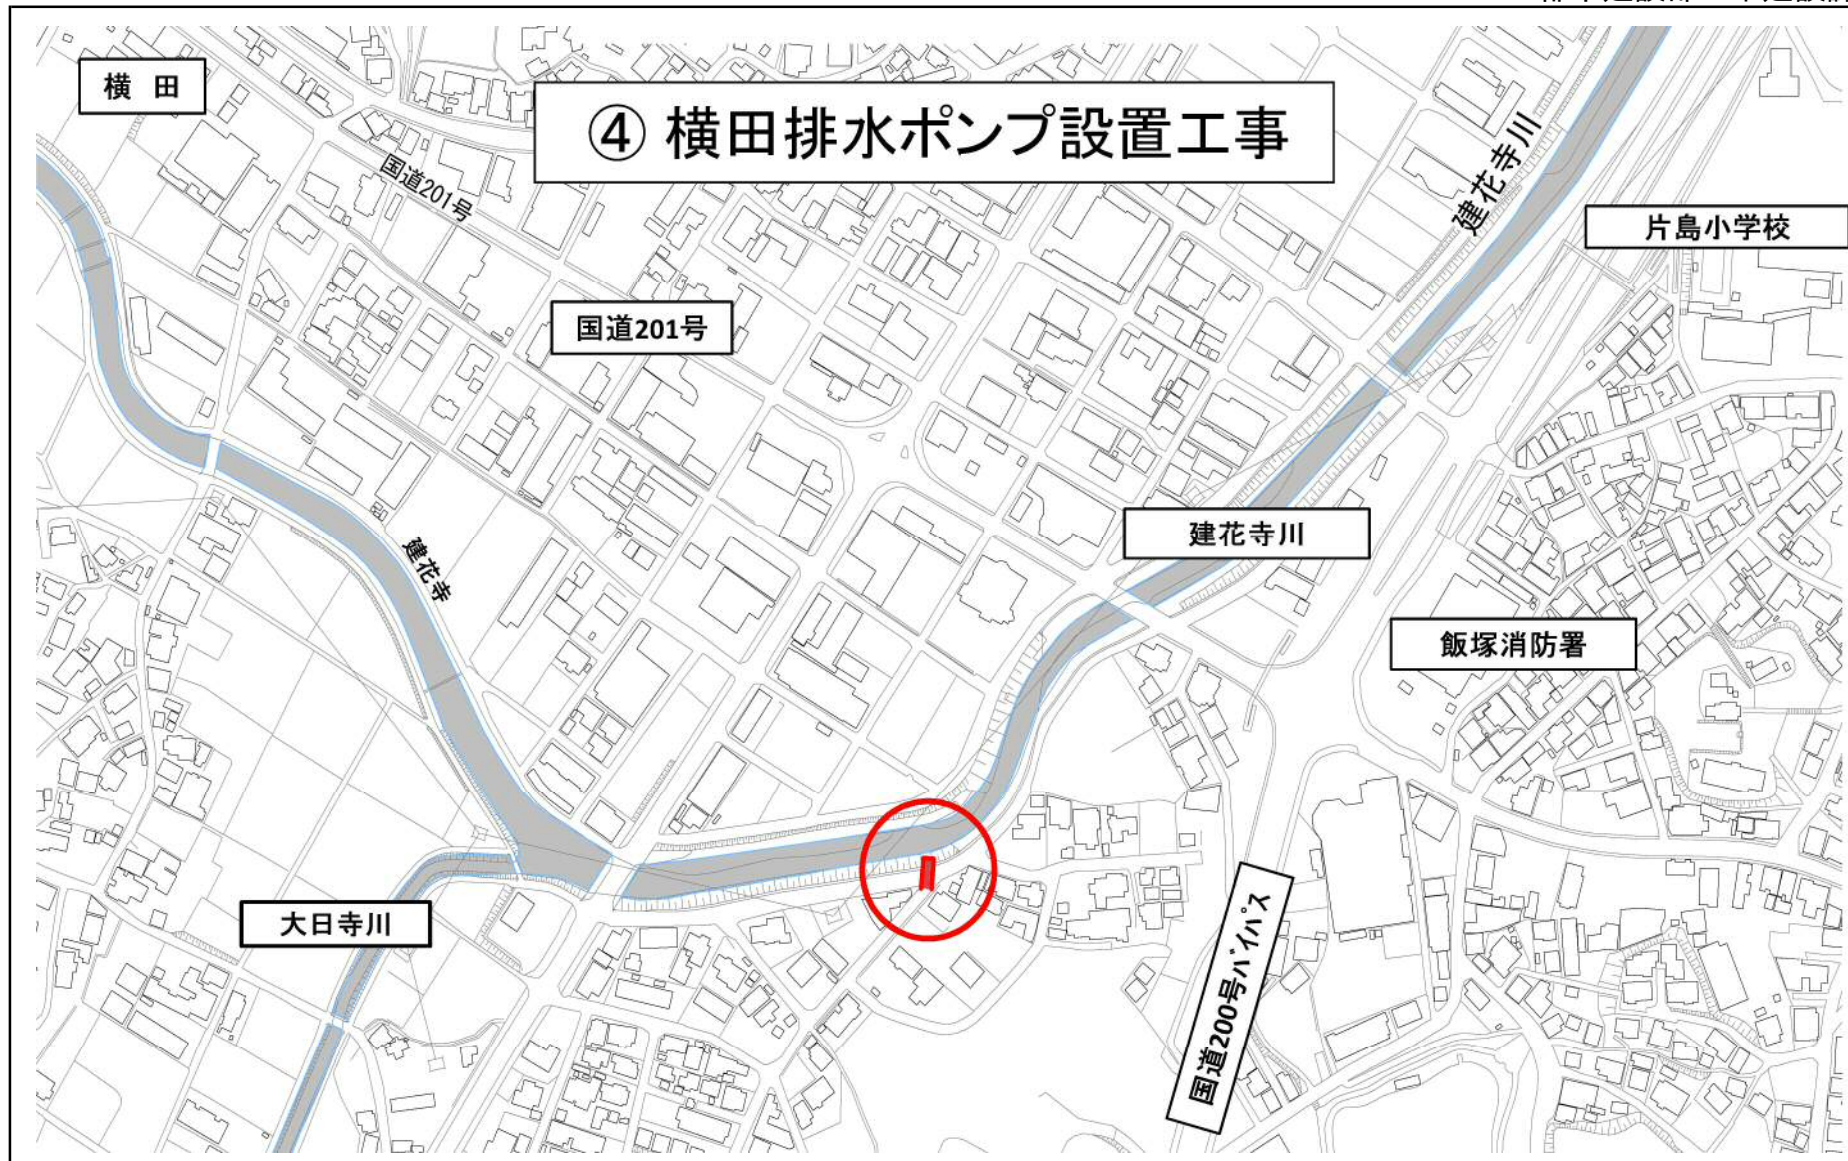 横 田
④ 横田排水ポンプ設置工事
国道201号
建花寺川
片島小学校
国道201号
建花寺川
建花寺
飯塚消防署
大日寺川
国道200号バイパス